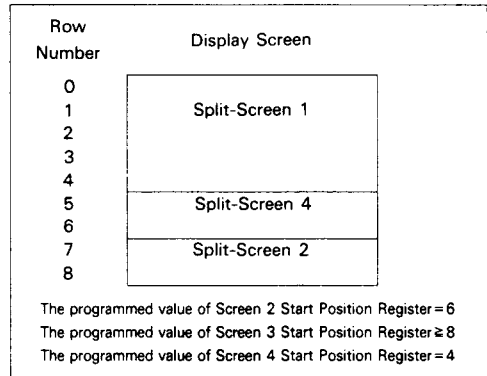 Row
Number
Display Screen
0
1 Split-Screen 1
2
3
4
5 Split-Screen 4
6
7 Split-Screen 2
8
The programmed value of Screen 2 Start Position Register=6
The programmed value of Screen 3 Start Position Register≧8
The programmed value of Screen 4 Start Position Register=4